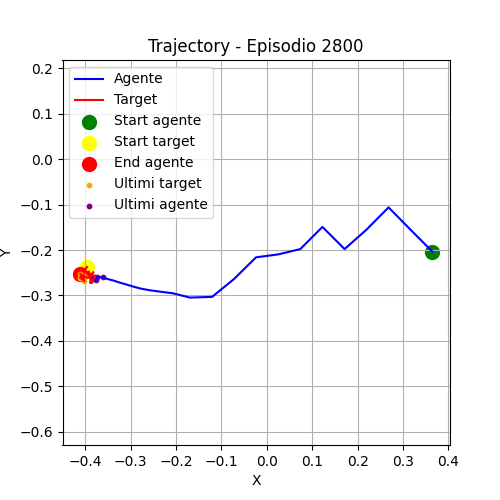 Trajectory - Episodio 2800
Agente
Target
Start agente
Start target
End agente
Ultimi target
Ultimi agente
0.2
0.1
0.0
−0.1
−0.2
−0.3
−0.4
−0.5
−0.6
Y
−0.4 −0.3 −0.2 −0.1 0.0 0.1 0.2 0.3 0.4
X